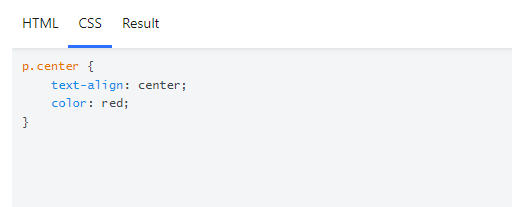 HTML CSS Result
p.center {
    text-align: center;
    color: red;
}